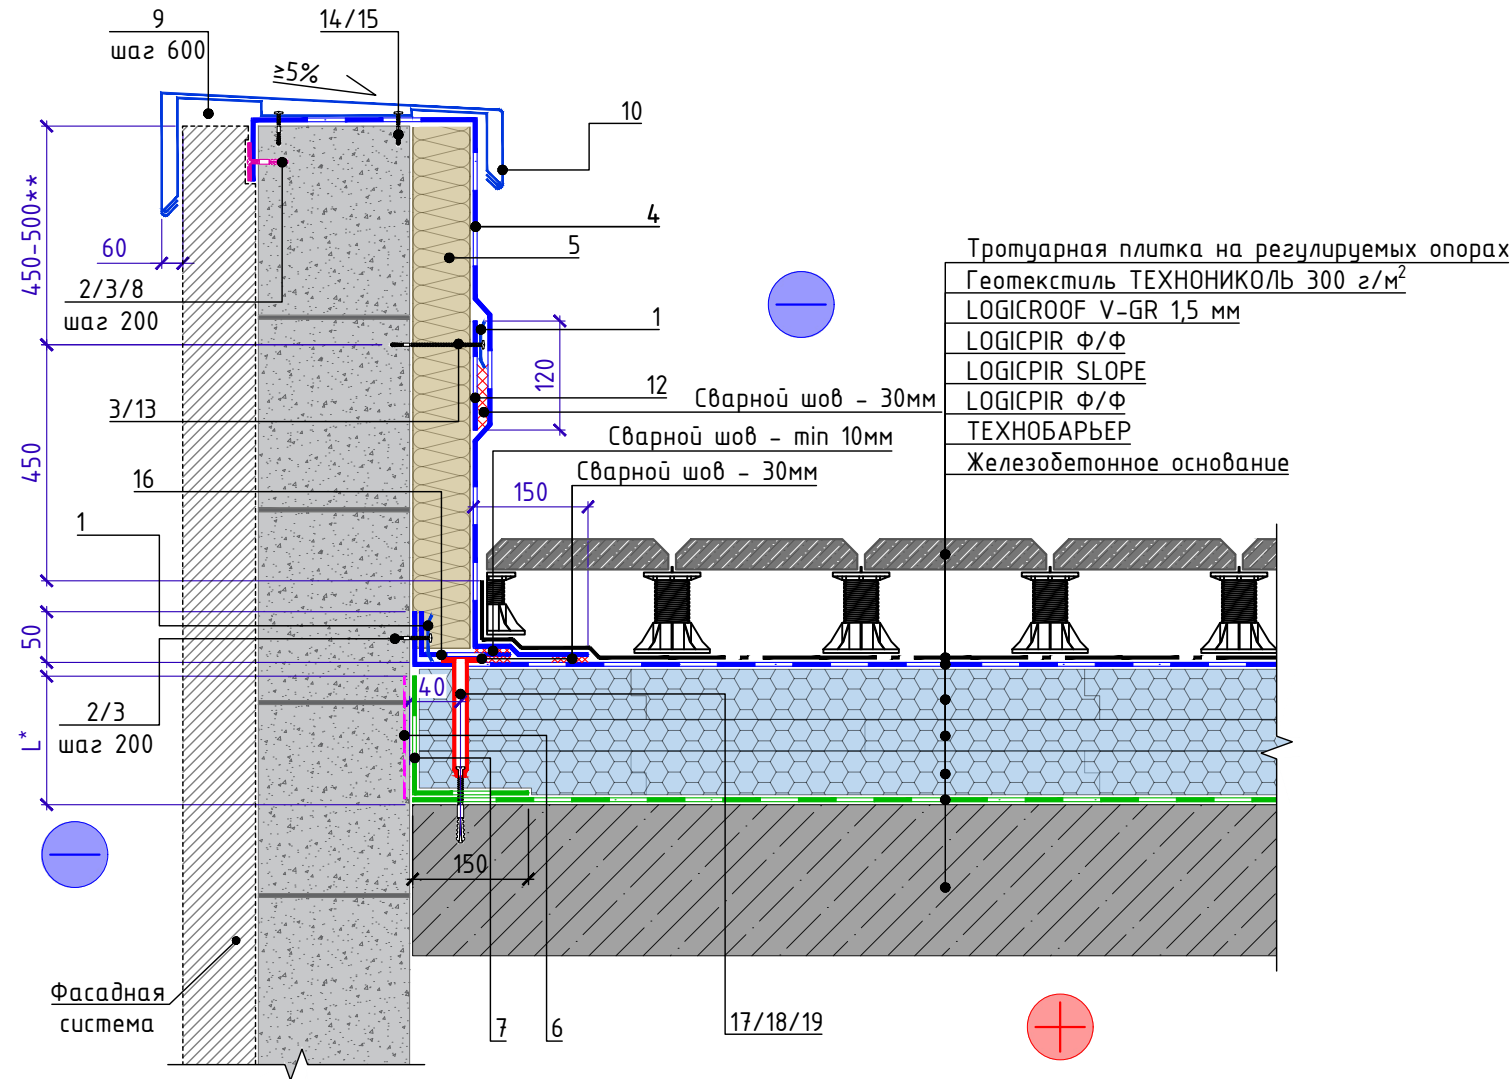 9
шаг 600
14/15
≥5%
10
450-500**
60
4
5
2/3/8
шаг 200
1
120
12
Сварной шов - 30мм
3/13
Сварной шов - min 10мм
Сварной шов - 30мм
450
16
150
1
Тротуарная плитка на регулируемых опорах
Геотекстиль ТЕХНОНИКОЛЬ 300 г/м²
LOGICROOF V-GR 1,5 мм
LOGICPIR Ф/Ф
LOGICPIR SLOPE
LOGICPIR Ф/Ф
ТЕХНОБАРЬЕР
Железобетонное основание
50
40
2/3
шаг 200
L*
150
Фасадная
система
7
6
17/18/19